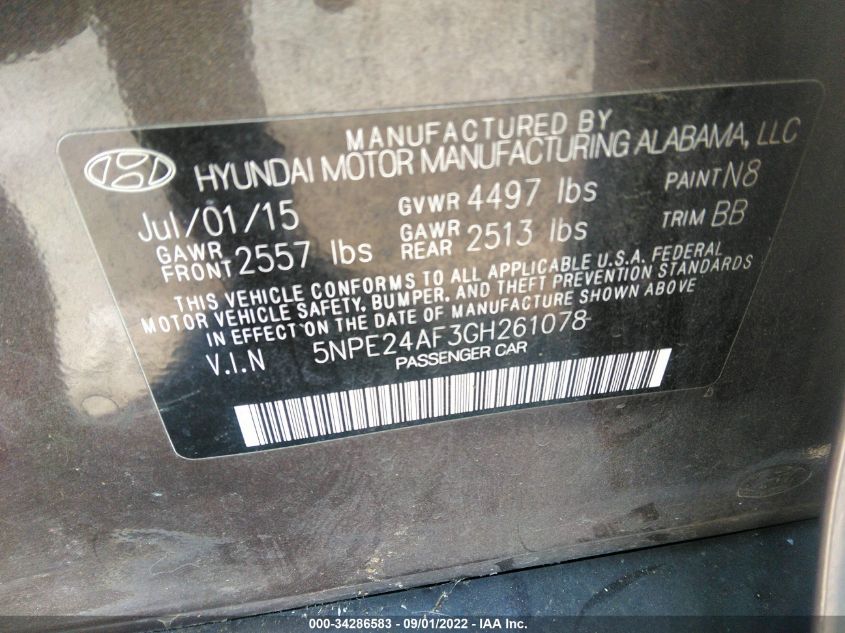 MANUFACTURED BY
HYUNDAI MOTOR MANUFACTURING ALABAMA, LLC
Jul/01/15 GVWR 4497 lbs PAINT N8
GAWR FRONT 2557 lbs GAWR REAR 2513 lbs TRIM BB
THIS VEHICLE CONFORMS TO ALL APPLICABLE U.S.A. FEDERAL
MOTOR VEHICLE SAFETY, BUMPER, AND THEFT PREVENTION STANDARDS
IN EFFECT ON THE DATE OF MANUFACTURE SHOWN ABOVE
V.I.N 5NPE24AF3GH261078
PASSENGER CAR
000-34286583 - 09/01/2022 - IAA Inc.